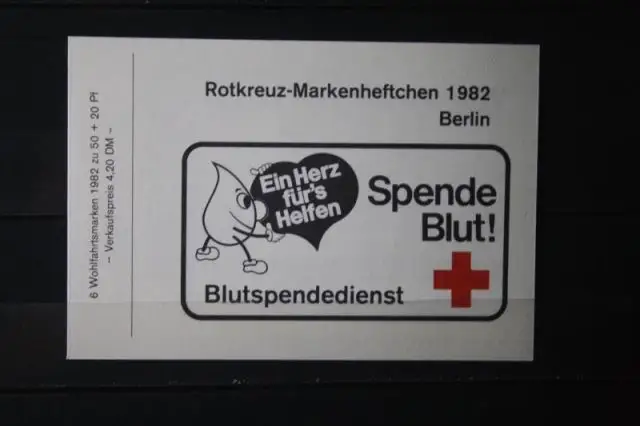 Rotkreuz-Markenheftchen 1982
Berlin
6 Wohlfahrtsmarken 1982 zu 50 + 20 Pf
– Verkaufspreis 4,20 DM –
Ein Herz
für's
Helfen
Spende
Blut!
Blutspendedienst